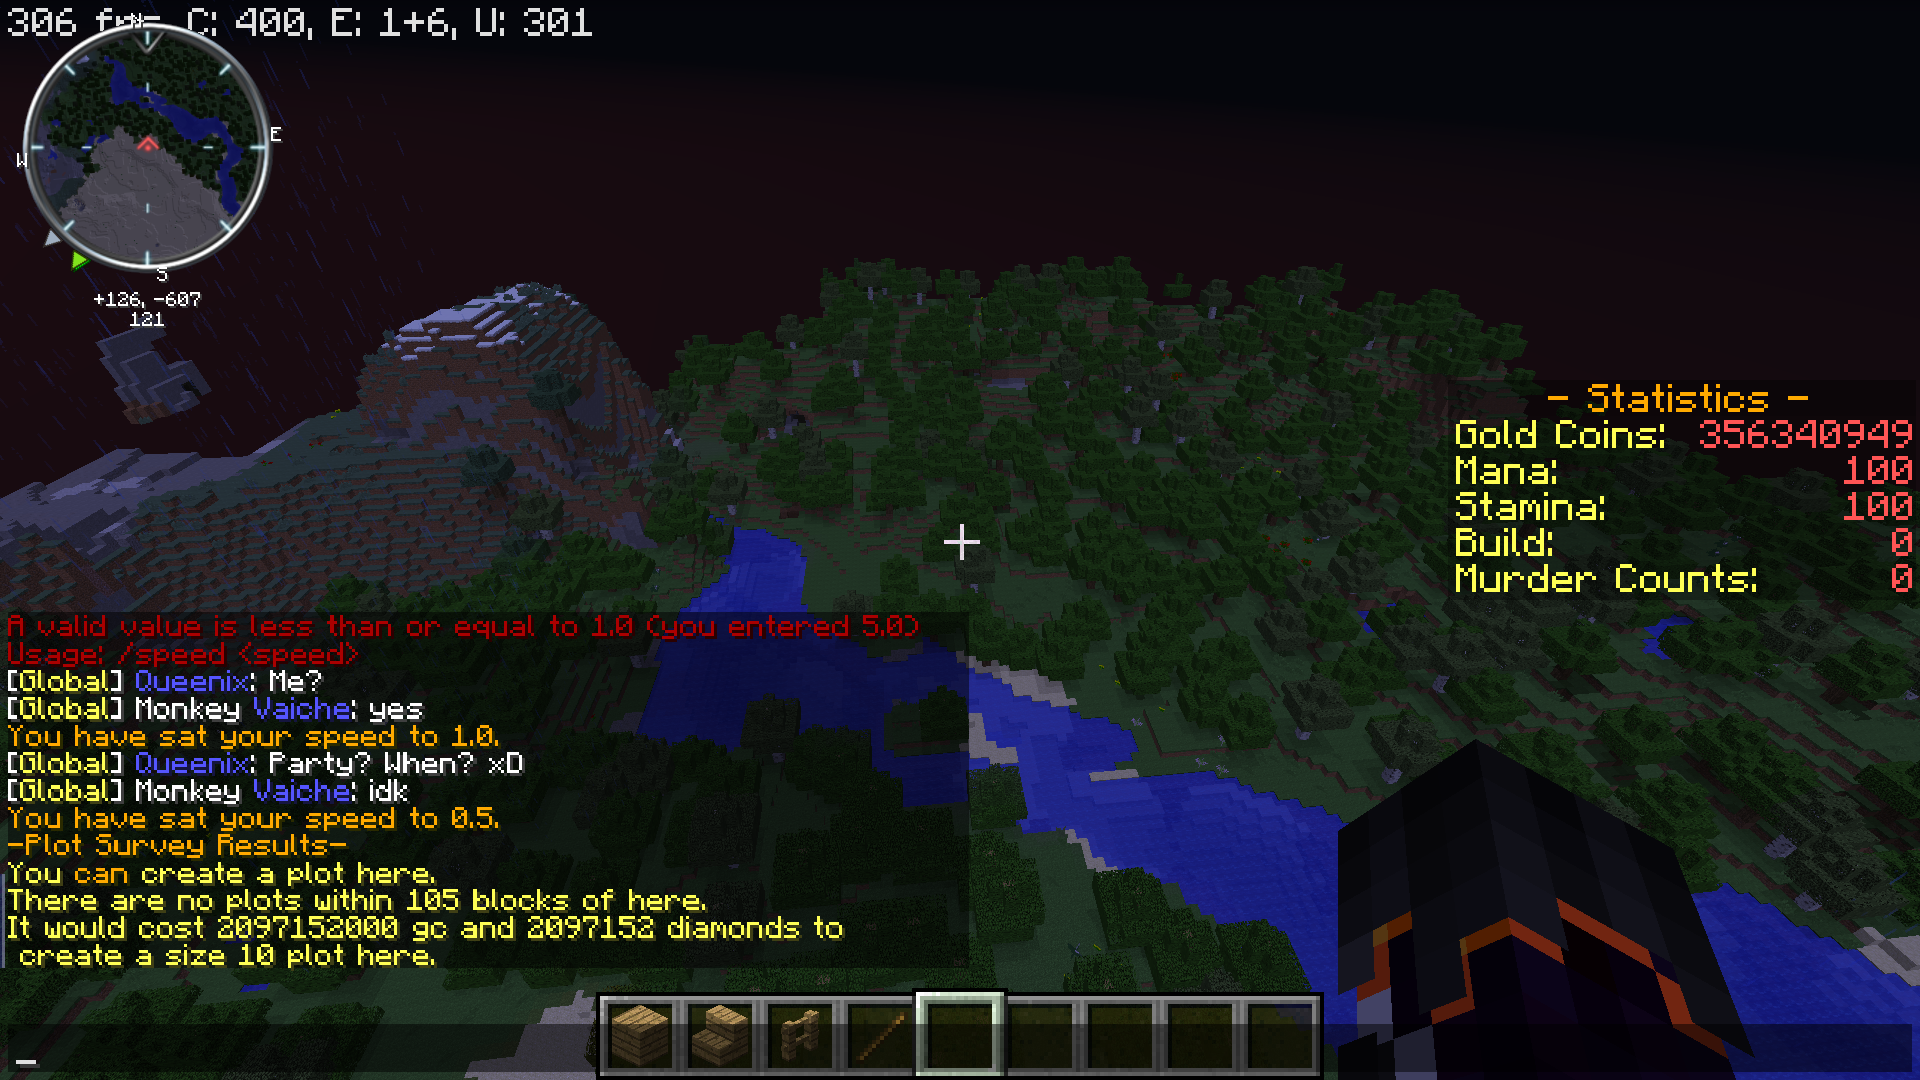 306 fps, C: 400, E: 1+6, U: 301
N
E
W
S
+126, -607
121
- Statistics -
Gold Coins: 356340949
Mana: 100
Stamina: 100
Build: 0
Murder Counts: 0
A valid value is less than or equal to 1.0 (you entered 5.0)
Usage: /speed <speed>
[Global] Queenix: Me?
[Global] Monkey Vaiche: yes
You have sat your speed to 1.0.
[Global] Queenix: Party? When? xD
[Global] Monkey Vaiche: idk
You have sat your speed to 0.5.
-Plot Survey Results-
You can create a plot here.
There are no plots within 105 blocks of here.
It would cost 2097152000 gc and 2097152 diamonds to
create a size 10 plot here.
_